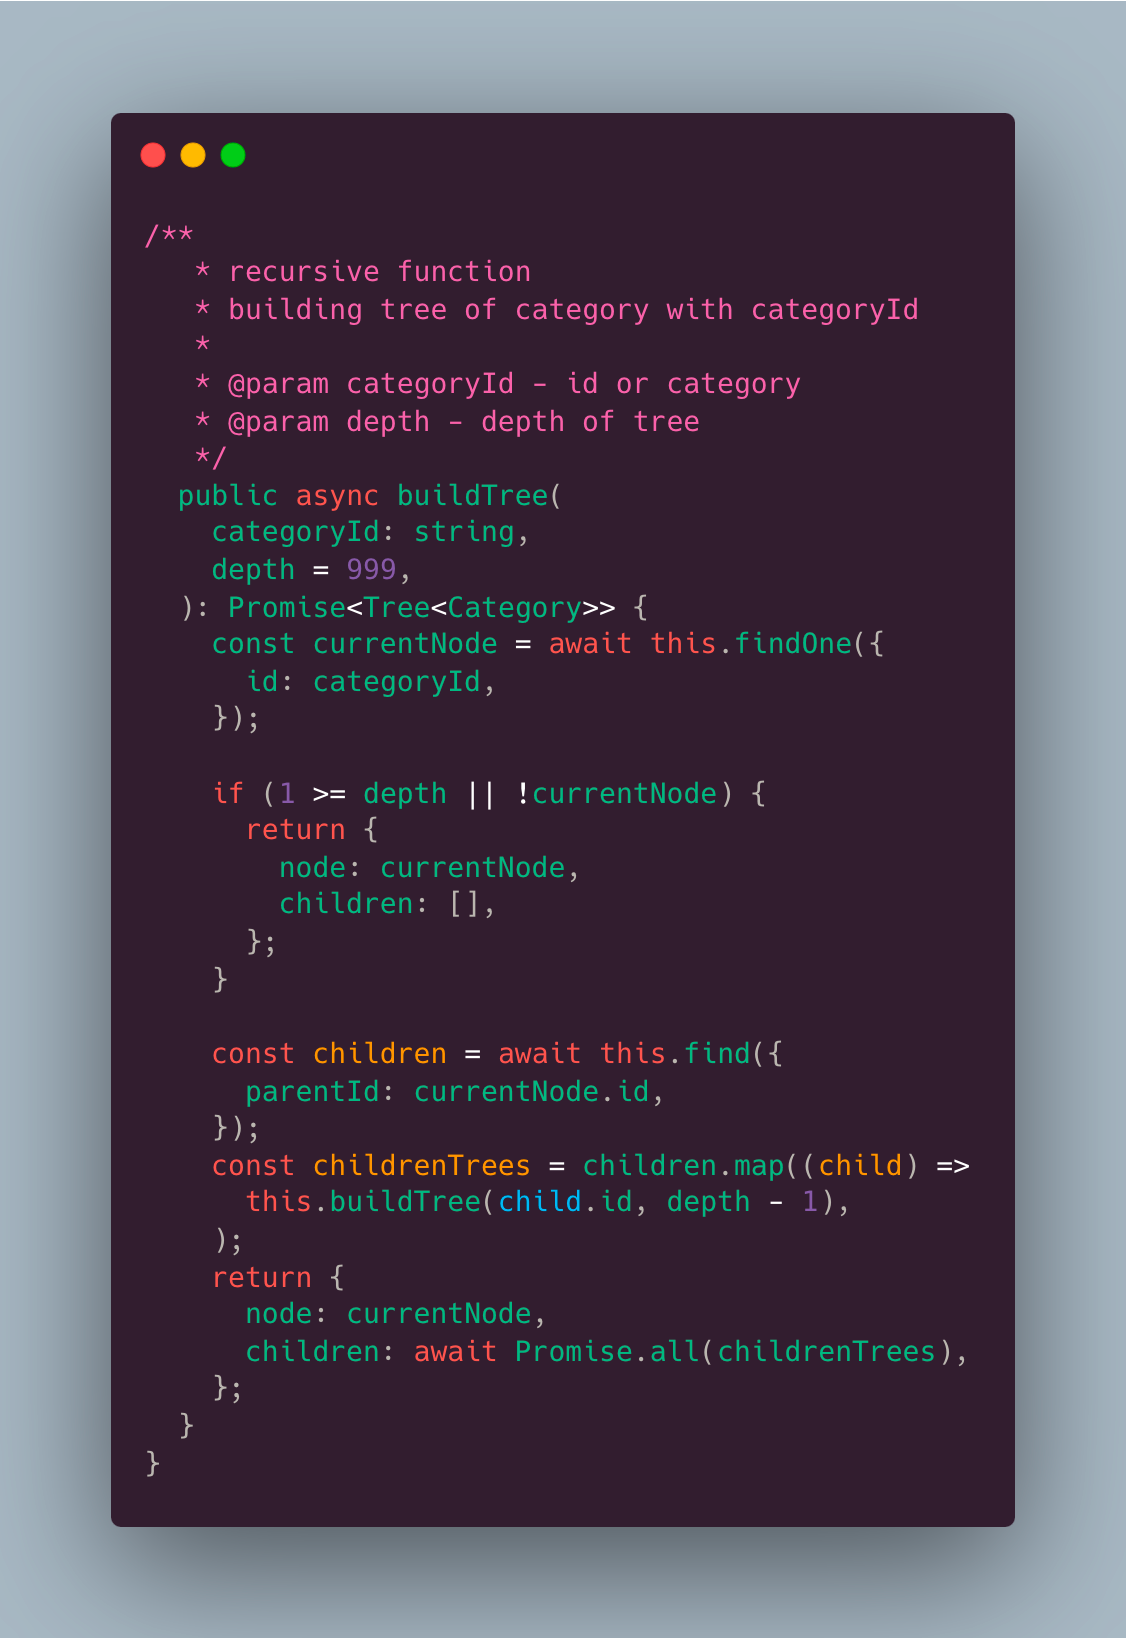 /**
   * recursive function
   * building tree of category with categoryId
   *
   * @param categoryId - id or category
   * @param depth - depth of tree
   */
  public async buildTree(
    categoryId: string,
    depth = 999,
  ): Promise<Tree<Category>> {
    const currentNode = await this.findOne({
      id: categoryId,
    });

    if (1 >= depth || !currentNode) {
      return {
        node: currentNode,
        children: [],
      };
    }

    const children = await this.find({
      parentId: currentNode.id,
    });
    const childrenTrees = children.map((child) =>
      this.buildTree(child.id, depth - 1),
    );
    return {
      node: currentNode,
      children: await Promise.all(childrenTrees),
    };
  }
}